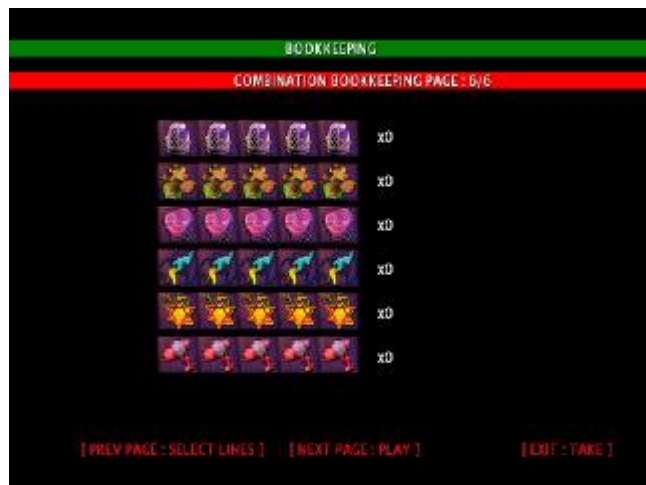 BOOKKEEPING
COMBINATION BOOKKEEPING PAGE : 6/6
x0
x0
x0
x0
x0
x0
[ PREV PAGE : SELECT LINES ] [ NEXT PAGE : PLAY ] [ EXIT : TAKE ]